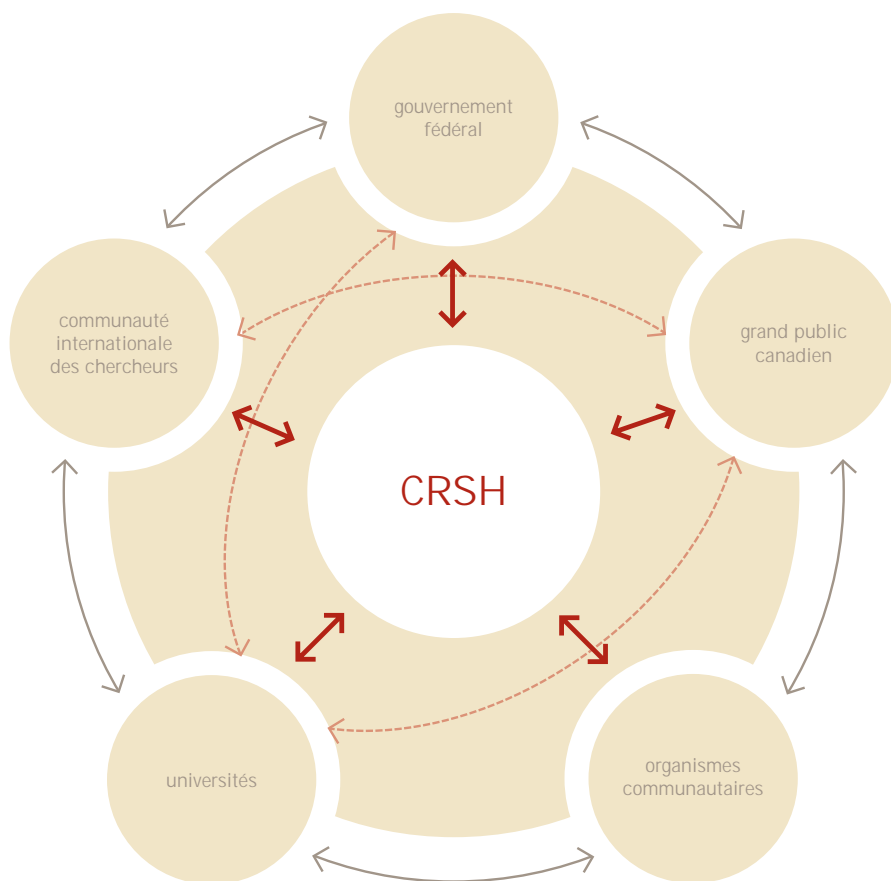 gouvernement
fédéral
communauté
internationale
des chercheurs
grand public
canadien
CRSH
universités
organismes
communautaires